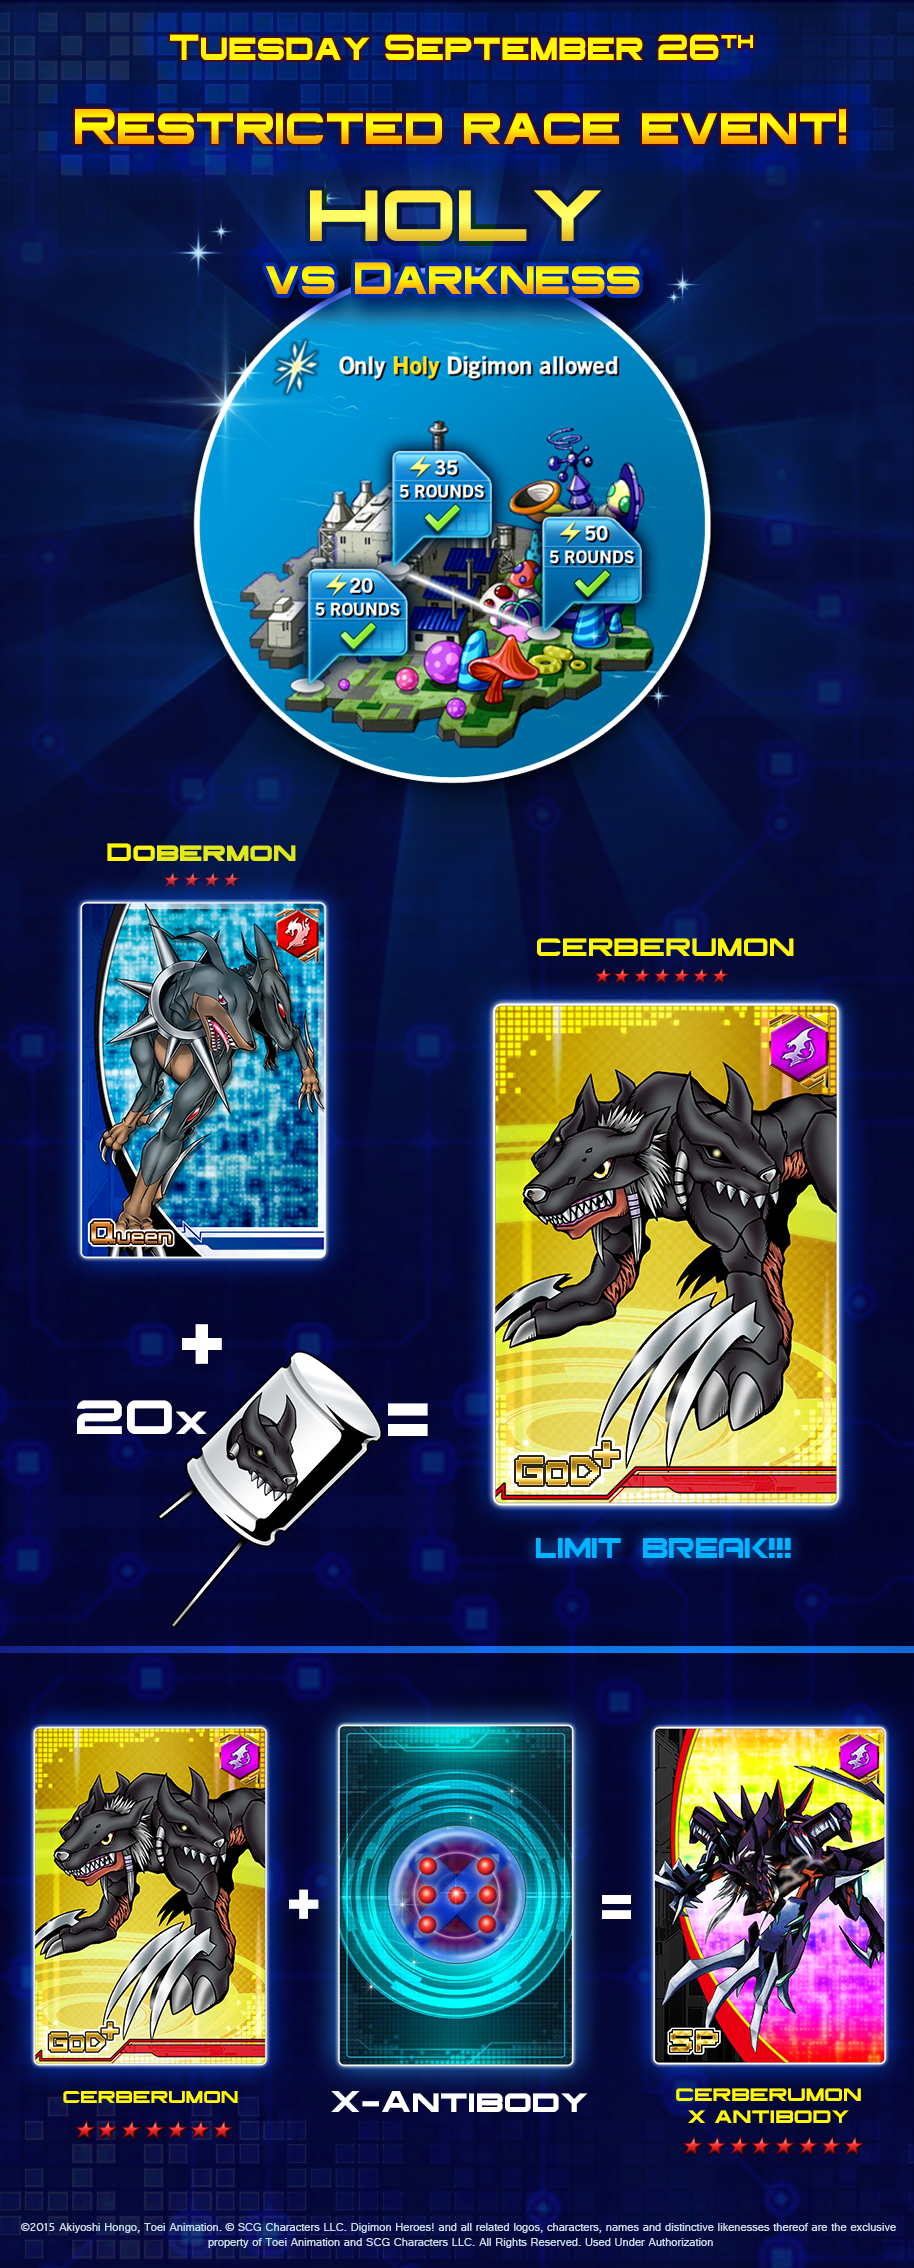 Tuesday September 26TH
Restricted race event!
HOLY
vs Darkness
Only Holy Digimon allowed
35
5 ROUNDS
50
5 ROUNDS
20
5 ROUNDS
Dobermon
Queen
cerberumon
GOD+
+
20x
=
LIMIT BREAK!!!
GOD+
+
=
SP
cerberumon
X-Antibody
cerberumon
x antibody
©2015 Akiyoshi Hongo, Toei Animation. © SCG Characters LLC. Digimon Heroes! and all related logos, characters, names and distinctive likenesses thereof are the exclusive
property of Toei Animation and SCG Characters LLC. All Rights Reserved. Used Under Authorization